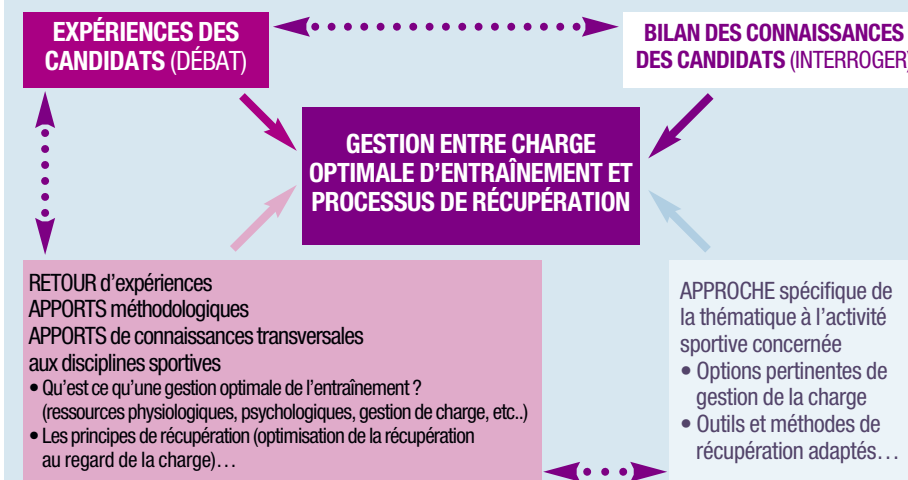 EXPÉRIENCES DES
CANDIDATS (DÉBAT)
BILAN DES CONNAISSANCES
DES CANDIDATS (INTERROGER)
GESTION ENTRE CHARGE
OPTIMALE D'ENTRAÎNEMENT ET
PROCESSUS DE RÉCUPÉRATION
RETOUR d'expériences
APPORTS méthodologiques
APPORTS de connaissances transversales
aux disciplines sportives
• Qu'est ce qu'une gestion optimale de l'entraînement ?
(ressources physiologiques, psychologiques, gestion de charge, etc..)
• Les principes de récupération (optimisation de la récupération
au regard de la charge)…
APPROCHE spécifique de
la thématique à l'activité
sportive concernée
• Options pertinentes de
gestion de la charge
• Outils et méthodes de
récupération adaptés…